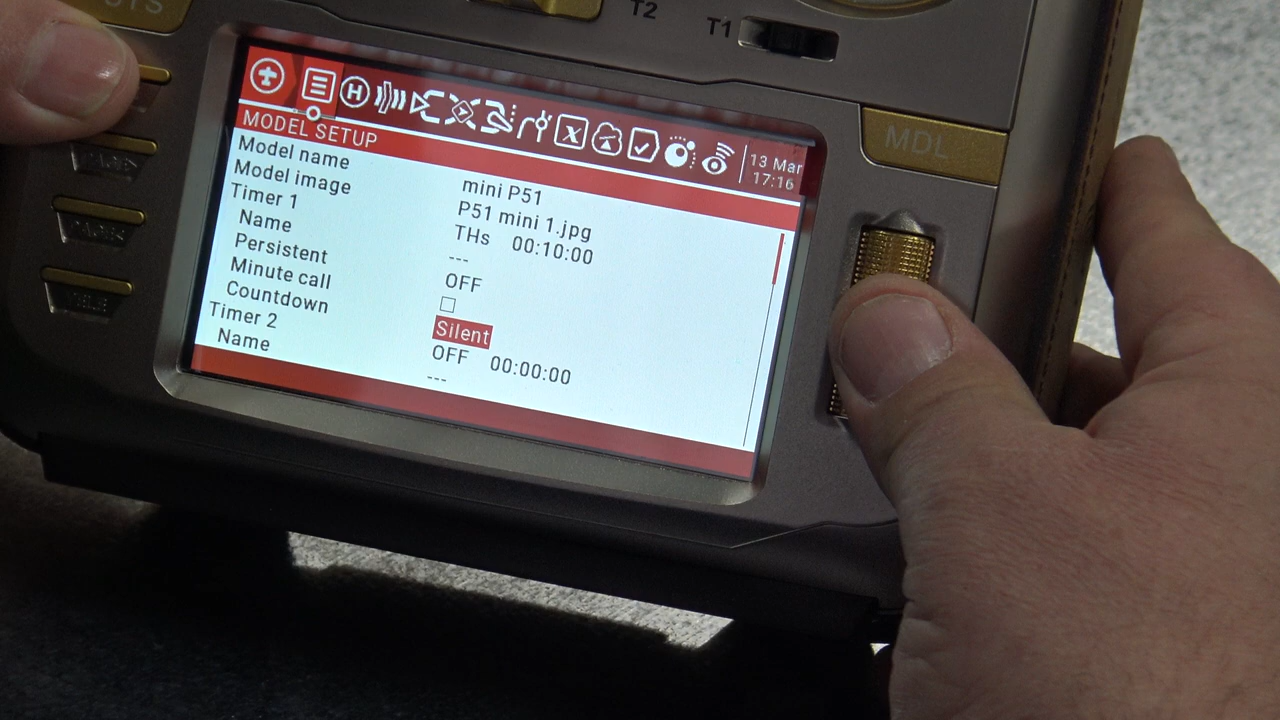 T2
T1
MDL
13 Mar
17:16
MODEL SETUP
Model name mini P51
Model image P51 mini 1.jpg
Timer 1 THs 00:10:00
Name ---
Persistent OFF
Minute call
Countdown Silent
Timer 2 OFF 00:00:00
Name ---
TELE